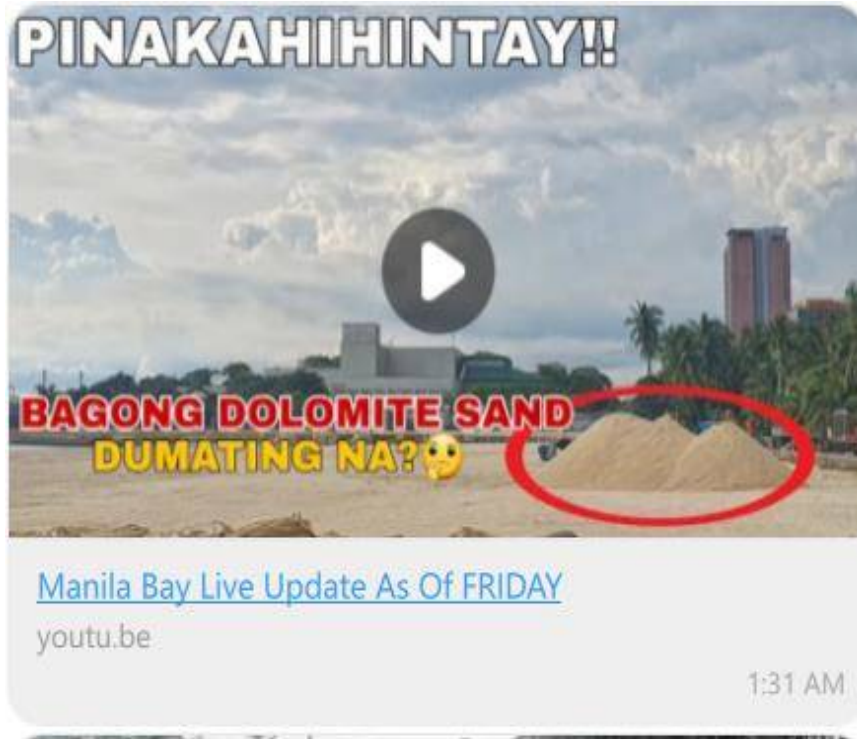 PINAKAHIHINTAY!!
BAGONG DOLOMITE SAND
DUMATING NA?🤔
Manila Bay Live Update As Of FRIDAY
youtu.be
1:31 AM